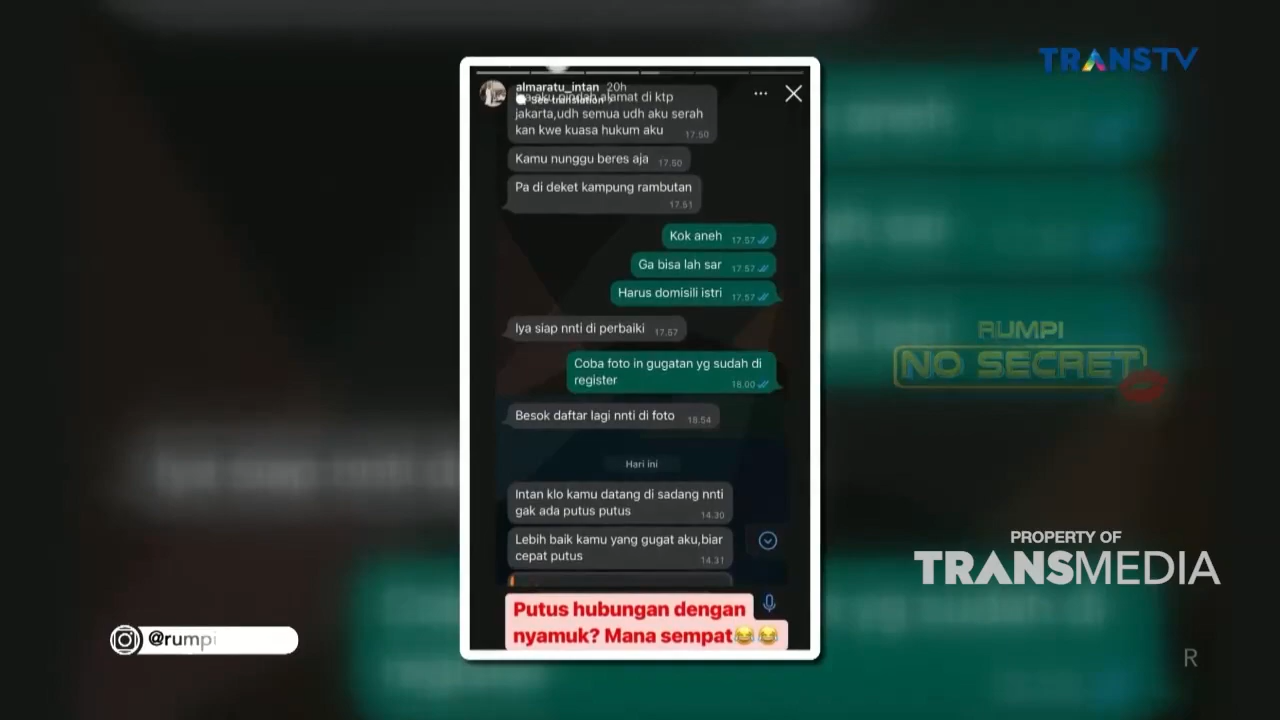 TRANSTV
almaratu_intan 20h
See translation
alamat di ktp
jakarta,udh semua udh aku serah
kan kwe kuasa hukum aku 17.50
Kamu nunggu beres aja 17.50
Pa di deket kampung rambutan
17.51
Kok aneh 17.57
Ga bisa lah sar 17.57
Harus domisili istri 17.57
Iya siap nnti di perbaiki 17.57
Coba foto in gugatan yg sudah di
register 18.00
Besok daftar lagi nnti di foto 18.54
Hari ini
Intan klo kamu datang di sadang nnti
gak ada putus putus 14.30
Lebih baik kamu yang gugat aku,biar
cepat putus 14.31
Putus hubungan dengan
nyamuk? Mana sempat😂😂
RUMPI
NO SECRET
PROPERTY OF
TRANSMEDIA
@rumpi
R